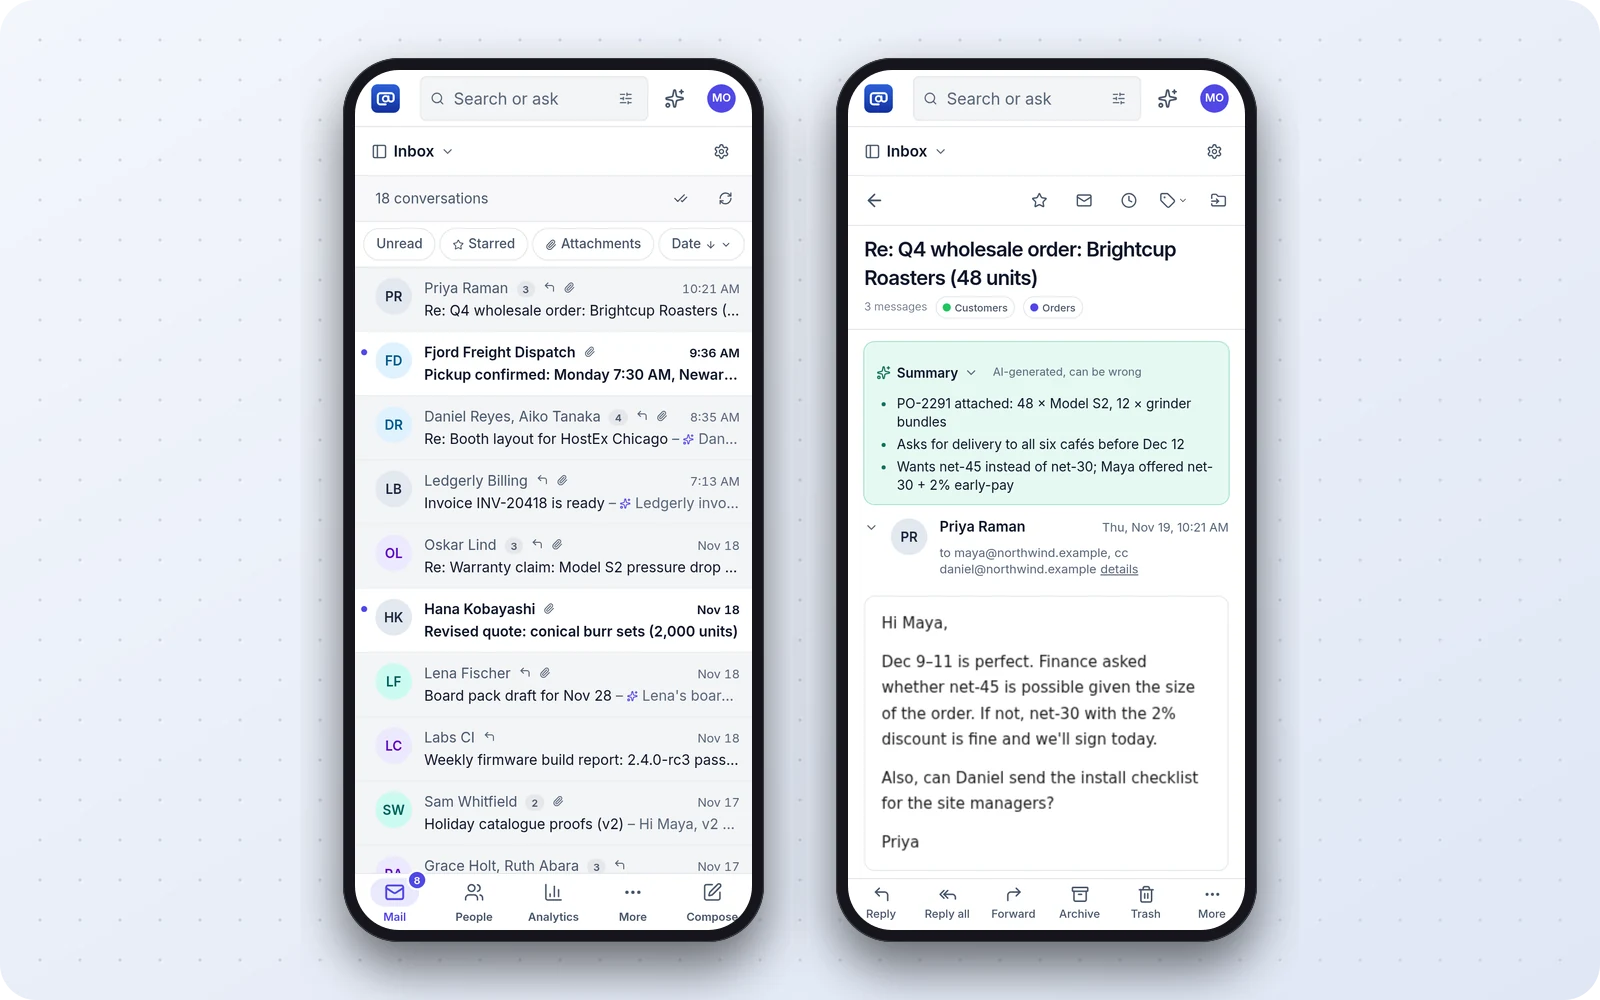 Search or ask
MO
Inbox
18 conversations
Unread
Starred
Attachments
Date
PR
Priya Raman 3 10:21 AM
Re: Q4 wholesale order: Brightcup Roasters (...
FD
Fjord Freight Dispatch 9:36 AM
Pickup confirmed: Monday 7:30 AM, Newar...
DR
Daniel Reyes, Aiko Tanaka 4 8:35 AM
Re: Booth layout for HostEx Chicago – Dan...
LB
Ledgerly Billing 7:13 AM
Invoice INV-20418 is ready – Ledgerly invo...
OL
Oskar Lind 3 Nov 18
Re: Warranty claim: Model S2 pressure drop ...
HK
Hana Kobayashi Nov 18
Revised quote: conical burr sets (2,000 units)
LF
Lena Fischer Nov 18
Board pack draft for Nov 28 – Lena's boar...
LC
Labs CI Nov 18
Weekly firmware build report: 2.4.0-rc3 pass...
SW
Sam Whitfield 2 Nov 17
Holiday catalogue proofs (v2) – Hi Maya, v2 ...
Grace Holt, Ruth Abara 3 Nov 17
8
Mail
People
Analytics
More
Compose
Search or ask
MO
Inbox
Re: Q4 wholesale order: Brightcup
Roasters (48 units)
3 messages Customers Orders
Summary AI-generated, can be wrong
• PO-2291 attached: 48 × Model S2, 12 × grinder
bundles
• Asks for delivery to all six cafés before Dec 12
• Wants net-45 instead of net-30; Maya offered net-
30 + 2% early-pay
PR
Priya Raman Thu, Nov 19, 10:21 AM
to maya@northwind.example, cc
daniel@northwind.example details
Hi Maya,
Dec 9–11 is perfect. Finance asked
whether net-45 is possible given the size
of the order. If not, net-30 with the 2%
discount is fine and we'll sign today.
Also, can Daniel send the install checklist
for the site managers?
Priya
Reply
Reply all
Forward
Archive
Trash
More